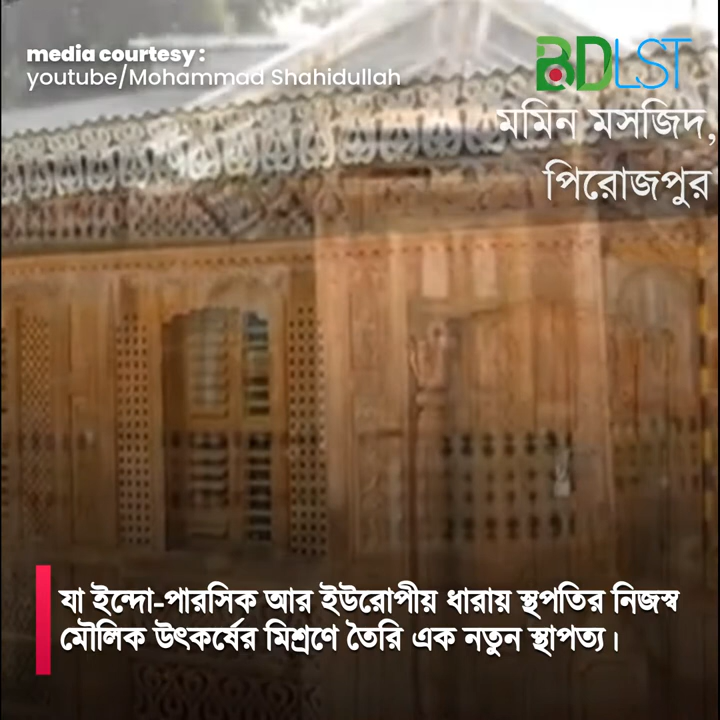 media courtesy :
youtube/Mohammad Shahidullah
BDLST
মমিন মসজিদ,
পিরোজপুর
যা ইন্দো-পারসিক আর ইউরোপীয় ধারায় স্থপতির নিজস্ব
মৌলিক উৎকর্ষের মিশ্রণে তৈরি এক নতুন স্থাপত্য।